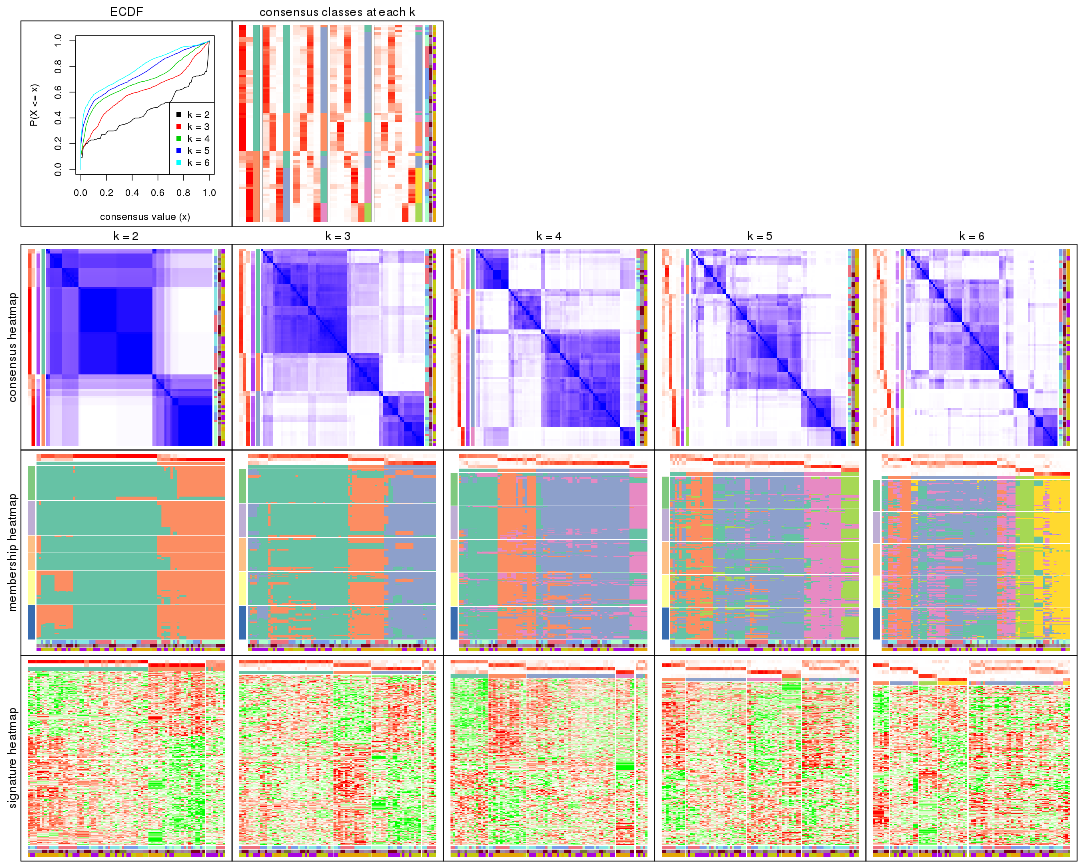 ECDF
consensus classes at each k
P(X <= x)
0.0 0.2 0.4 0.6 0.8 1.0
k = 2
k = 3
k = 4
k = 5
k = 6
0.0 0.2 0.4 0.6 0.8 1.0
consensus value (x)
k = 2 k = 3 k = 4 k = 5 k = 6
consensus heatmap
membership heatmap
signature heatmap